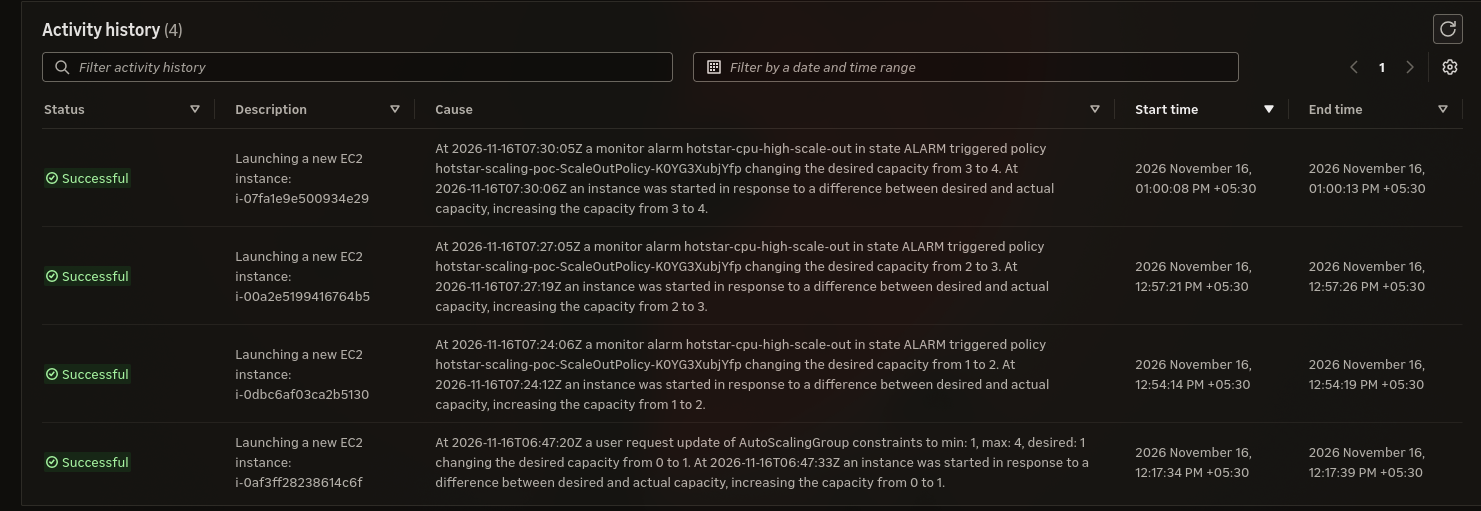 Activity history (4)
Filter activity history
Filter by a date and time range
1
Status
Description
Cause
Start time
End time
Successful
Launching a new EC2
instance:
i-07fa1e9e500934e29
At 2026-11-16T07:30:05Z a monitor alarm hotstar-cpu-high-scale-out in state ALARM triggered policy
hotstar-scaling-poc-ScaleOutPolicy-K0YG3XubjYfp changing the desired capacity from 3 to 4. At
2026-11-16T07:30:06Z an instance was started in response to a difference between desired and actual
capacity, increasing the capacity from 3 to 4.
2026 November 16,
01:00:08 PM +05:30
2026 November 16,
01:00:13 PM +05:30
Successful
Launching a new EC2
instance:
i-00a2e5199416764b5
At 2026-11-16T07:27:05Z a monitor alarm hotstar-cpu-high-scale-out in state ALARM triggered policy
hotstar-scaling-poc-ScaleOutPolicy-K0YG3XubjYfp changing the desired capacity from 2 to 3. At
2026-11-16T07:27:19Z an instance was started in response to a difference between desired and actual
capacity, increasing the capacity from 2 to 3.
2026 November 16,
12:57:21 PM +05:30
2026 November 16,
12:57:26 PM +05:30
Successful
Launching a new EC2
instance:
i-0dbc6af03ca2b5130
At 2026-11-16T07:24:06Z a monitor alarm hotstar-cpu-high-scale-out in state ALARM triggered policy
hotstar-scaling-poc-ScaleOutPolicy-K0YG3XubjYfp changing the desired capacity from 1 to 2. At
2026-11-16T07:24:12Z an instance was started in response to a difference between desired and actual
capacity, increasing the capacity from 1 to 2.
2026 November 16,
12:54:14 PM +05:30
2026 November 16,
12:54:19 PM +05:30
Successful
Launching a new EC2
instance:
i-0af3ff28238614c6f
At 2026-11-16T06:47:20Z a user request update of AutoScalingGroup constraints to min: 1, max: 4, desired: 1
changing the desired capacity from 0 to 1. At 2026-11-16T06:47:33Z an instance was started in response to a
difference between desired and actual capacity, increasing the capacity from 0 to 1.
2026 November 16,
12:17:34 PM +05:30
2026 November 16,
12:17:39 PM +05:30